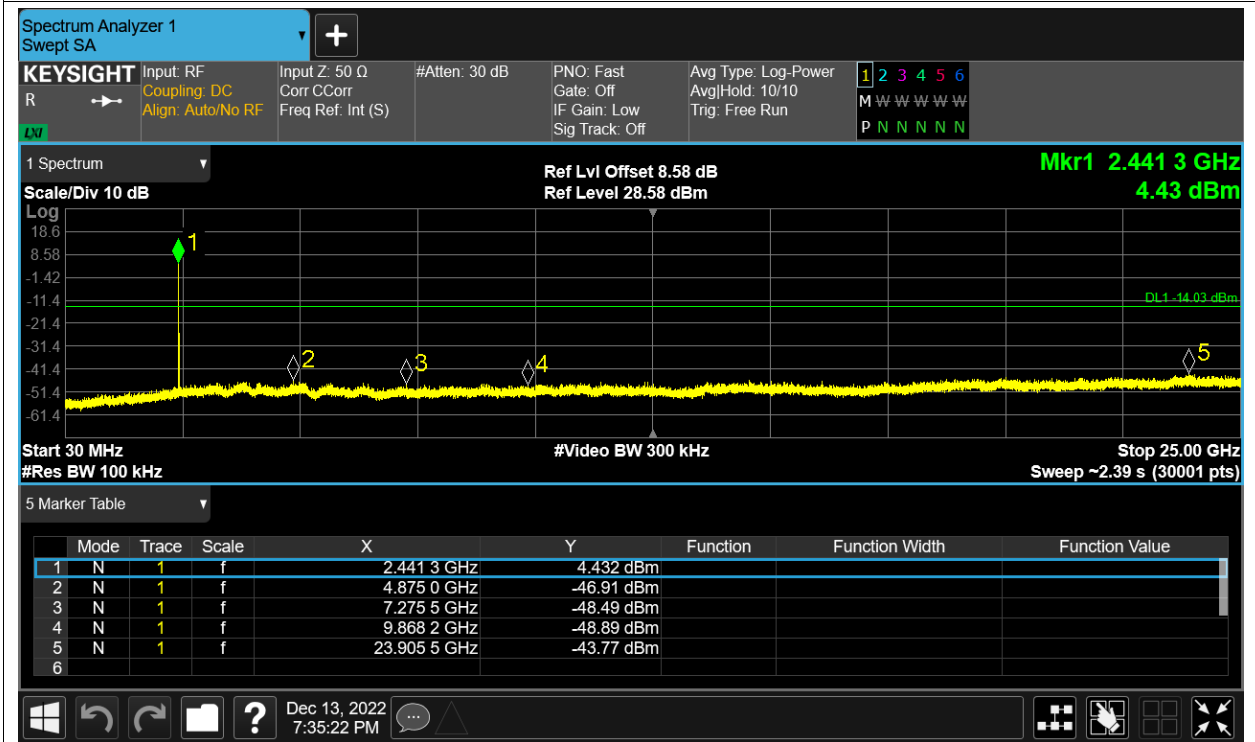 Spectrum Analyzer 1
Swept SA
KEYSIGHT
R
LXI
Input: RF
Coupling: DC
Align: Auto/No RF
Input Z: 50 Ω
Corr CCorr
Freq Ref: Int (S)
#Atten: 30 dB
PNO: Fast
Gate: Off
IF Gain: Low
Sig Track: Off
Avg Type: Log-Power
Avg|Hold: 10/10
Trig: Free Run
1 2 3 4 5 6
M W W W W W
P N N N N N
1 Spectrum
Scale/Div 10 dB
Ref Lvl Offset 8.58 dB
Ref Level 28.58 dBm
Mkr1 2.441 3 GHz
4.43 dBm
Log
18.6
8.58
-1.42
-11.4
-21.4
-31.4
-41.4
-51.4
-61.4
1
2
3
4
5
DL1 -14.03 dBm
Start 30 MHz
#Res BW 100 kHz
#Video BW 300 kHz
Stop 25.00 GHz
Sweep ~2.39 s (30001 pts)
5 Marker Table
Mode Trace Scale X Y Function Function Width Function Value
1 N 1 f 2.441 3 GHz 4.432 dBm
2 N 1 f 4.875 0 GHz -46.91 dBm
3 N 1 f 7.275 5 GHz -48.49 dBm
4 N 1 f 9.868 2 GHz -48.89 dBm
5 N 1 f 23.905 5 GHz -43.77 dBm
6
?
Dec 13, 2022
7:35:22 PM